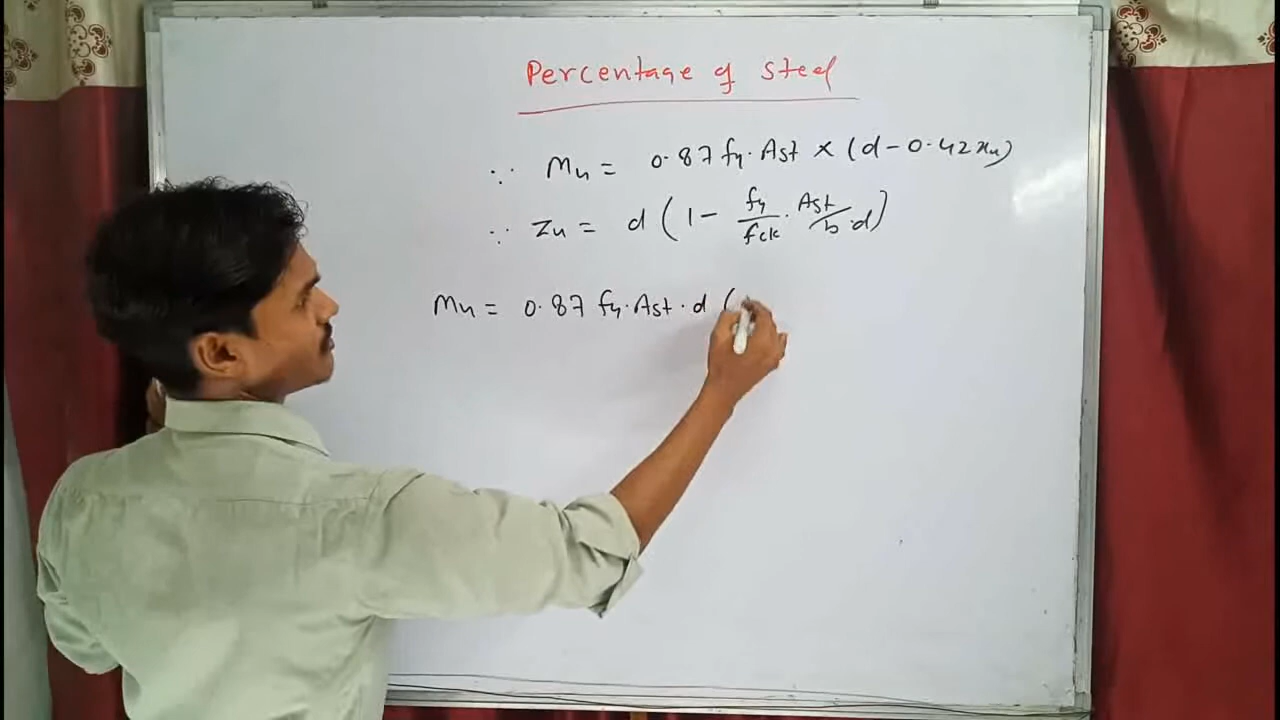 Percentage of steel
∵ Mu = 0.87 fy. Ast × (d - 0.42xu)
∵ Zu = d (1 - fy/fck . Ast/b.d)
Mu = 0.87 fy. Ast . d (